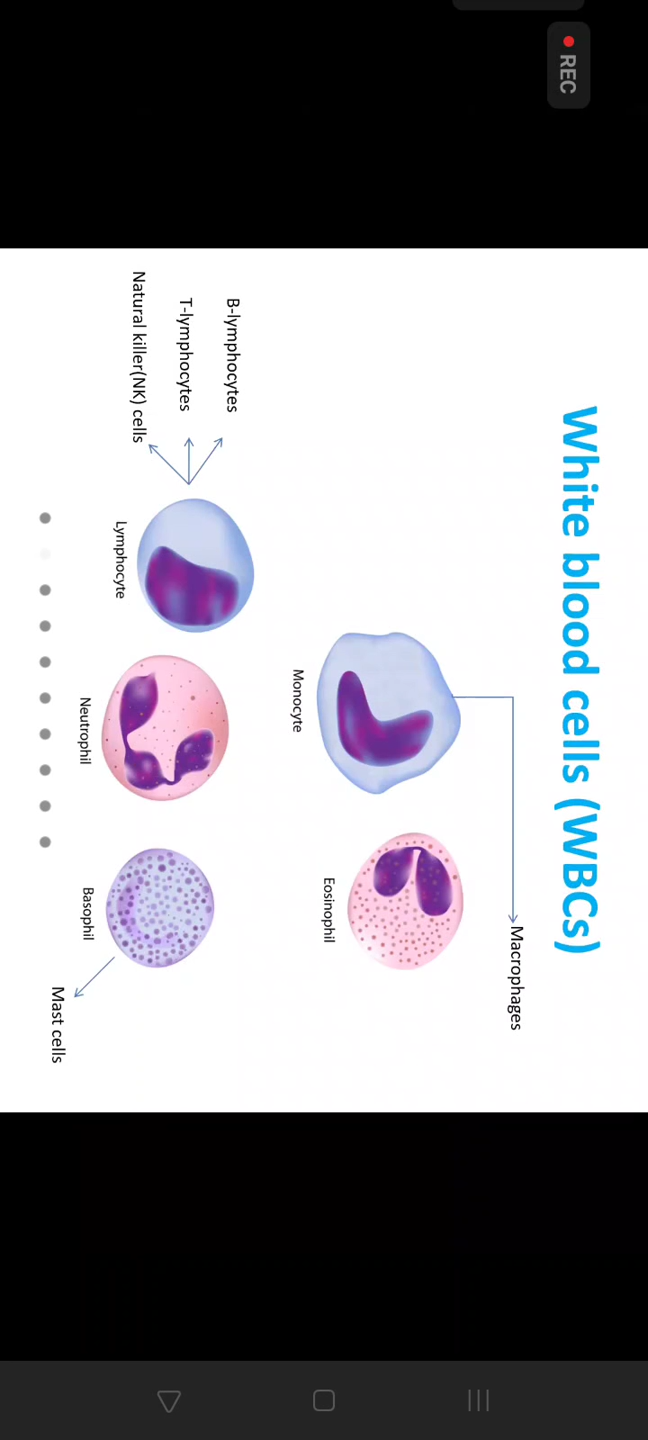 REC
White blood cells (WBCs)
Macrophages
Monocyte
Eosinophil
B-lymphocytes
T-lymphocytes
Natural killer(NK) cells
Lymphocyte
Neutrophil
Basophil
Mast cells